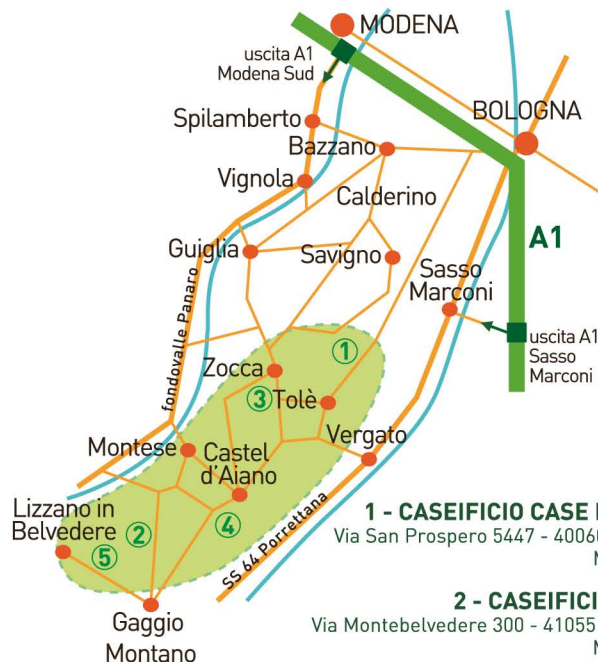 MODENA
uscita A1
Modena Sud
BOLOGNA
Spilamberto
Bazzano
Vignola
Calderino
A1
Guiglia
Savigno
Sasso
Marconi
fondovalle Panaro
uscita A1
Sasso
Marconi
1
Zocca
3
Tolè
Montese
Castel
d'Aiano
Vergato
Lizzano in
Belvedere
2
4
5
SS 64 Porrettana
Gaggio
Montano
1 - CASEIFICIO CASE
Via San Prospero 5447 - 4006
2 - CASEIFICI
Via Montebelvedere 300 - 41055